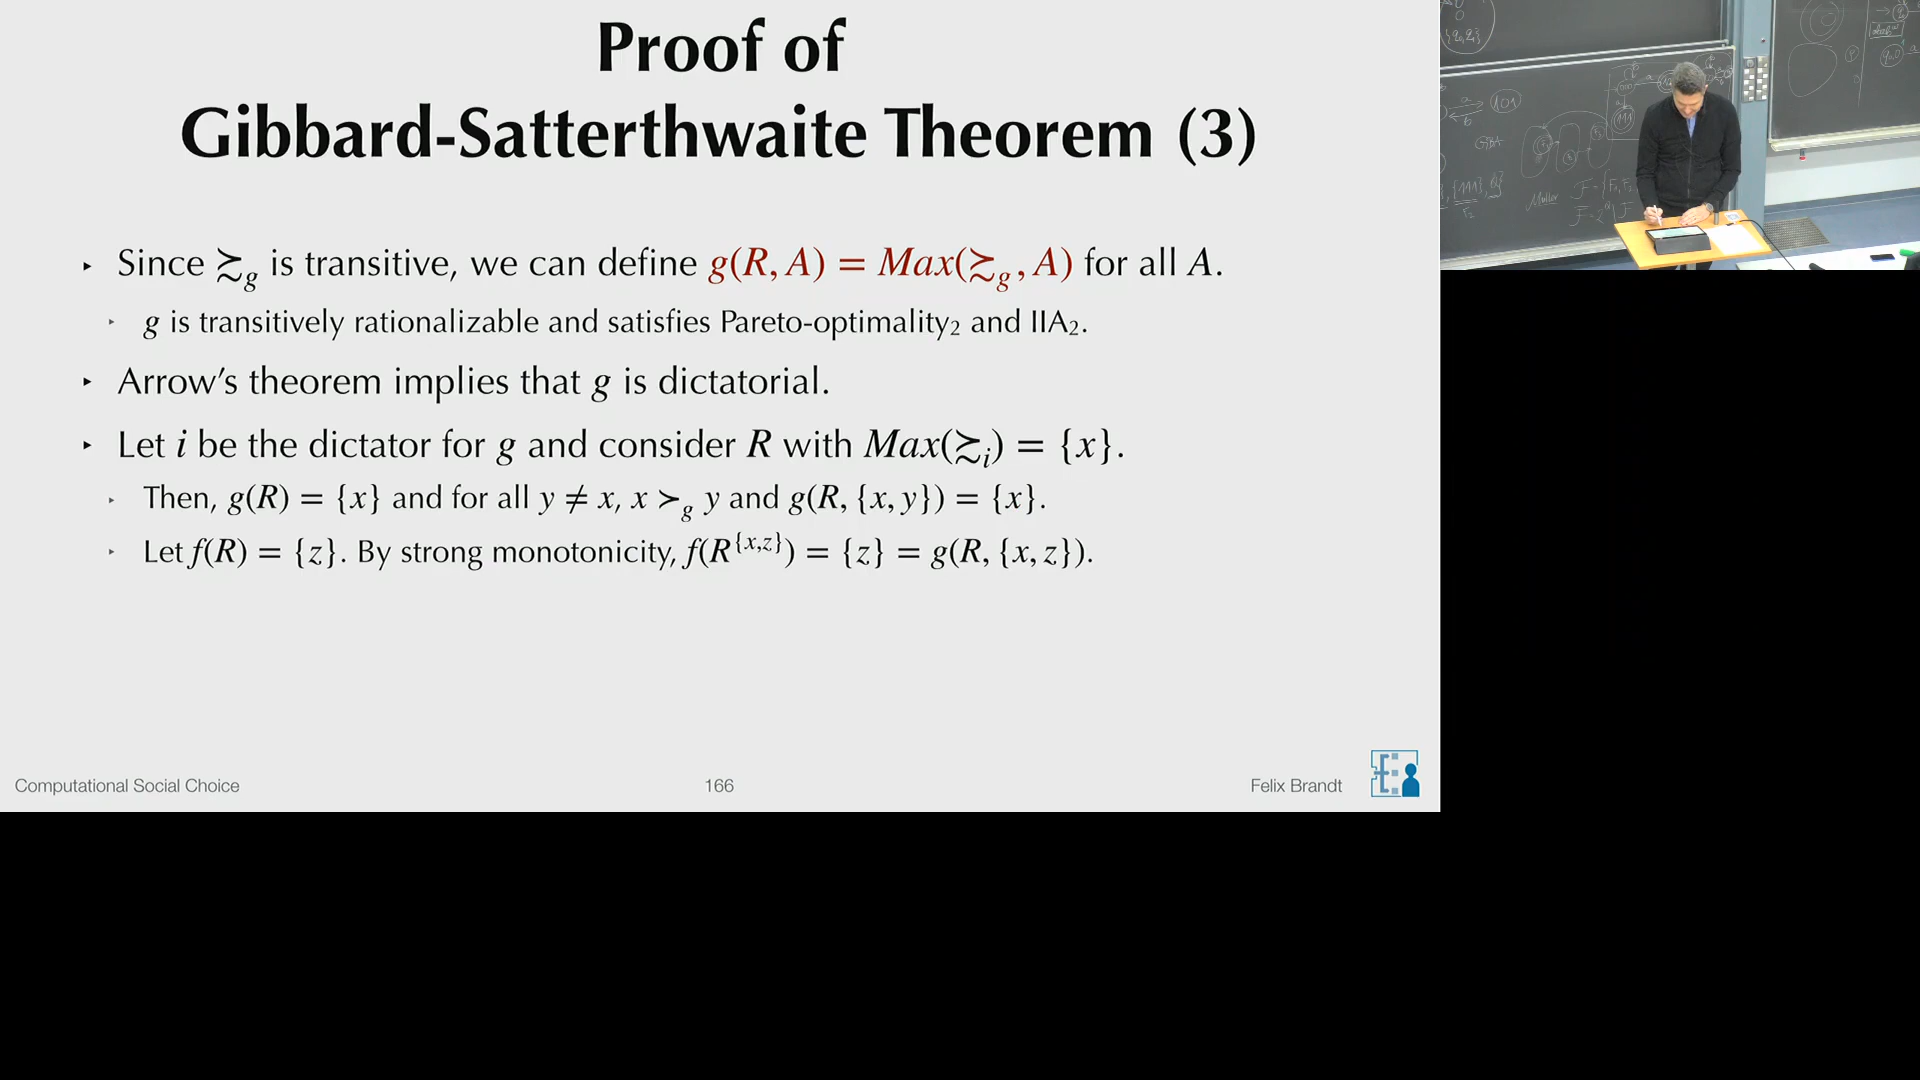 Proof of
Gibbard-Satterthwaite Theorem (3)
‣ Since ≿_g is transitive, we can define g(R, A) = Max(≿_g, A) for all A.
‣ g is transitively rationalizable and satisfies Pareto-optimality₂ and IIA₂.
‣ Arrow’s theorem implies that g is dictatorial.
‣ Let i be the dictator for g and consider R with Max(≿_i) = {x}.
‣ Then, g(R) = {x} and for all y ≠ x, x ≻_g y and g(R, {x, y}) = {x}.
‣ Let f(R) = {z}. By strong monotonicity, f(R^{x,z}) = {z} = g(R, {x, z}).
Computational Social Choice
166
Felix Brandt
101
Müller